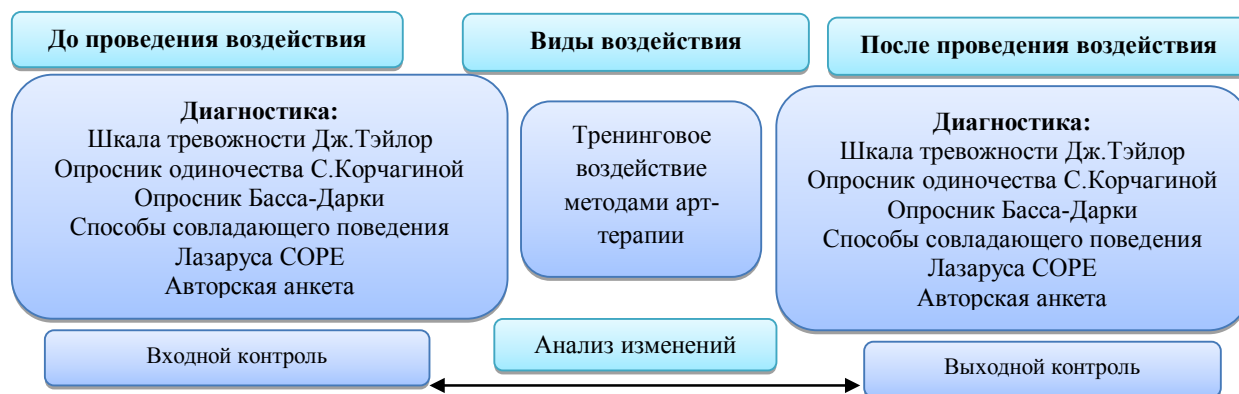 До проведения воздействия
Виды воздействия
После проведения воздействия
Диагностика:
Шкала тревожности Дж.Тэйлор
Опросник одиночества С.Корчагиной
Опросник Басса-Дарки
Способы совладающего поведения
Лазаруса COPE
Авторская анкета
Тренинговое
воздействие
методами арт-
терапии
Диагностика:
Шкала тревожности Дж.Тэйлор
Опросник одиночества С.Корчагиной
Опросник Басса-Дарки
Способы совладающего поведения
Лазаруса COPE
Авторская анкета
Входной контроль
Анализ изменений
Выходной контроль